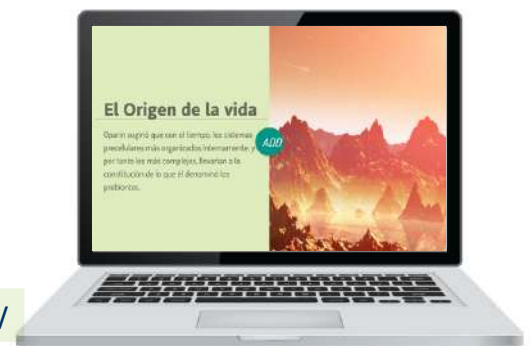 El Origen de la vida
Oparin sugirió que con el tiempo, los sistemas
precelulares más organizados internamente, y
por tanto los más complejos, llevarían a la
constitución de lo que él denominó los
probiontes.
ADD
/